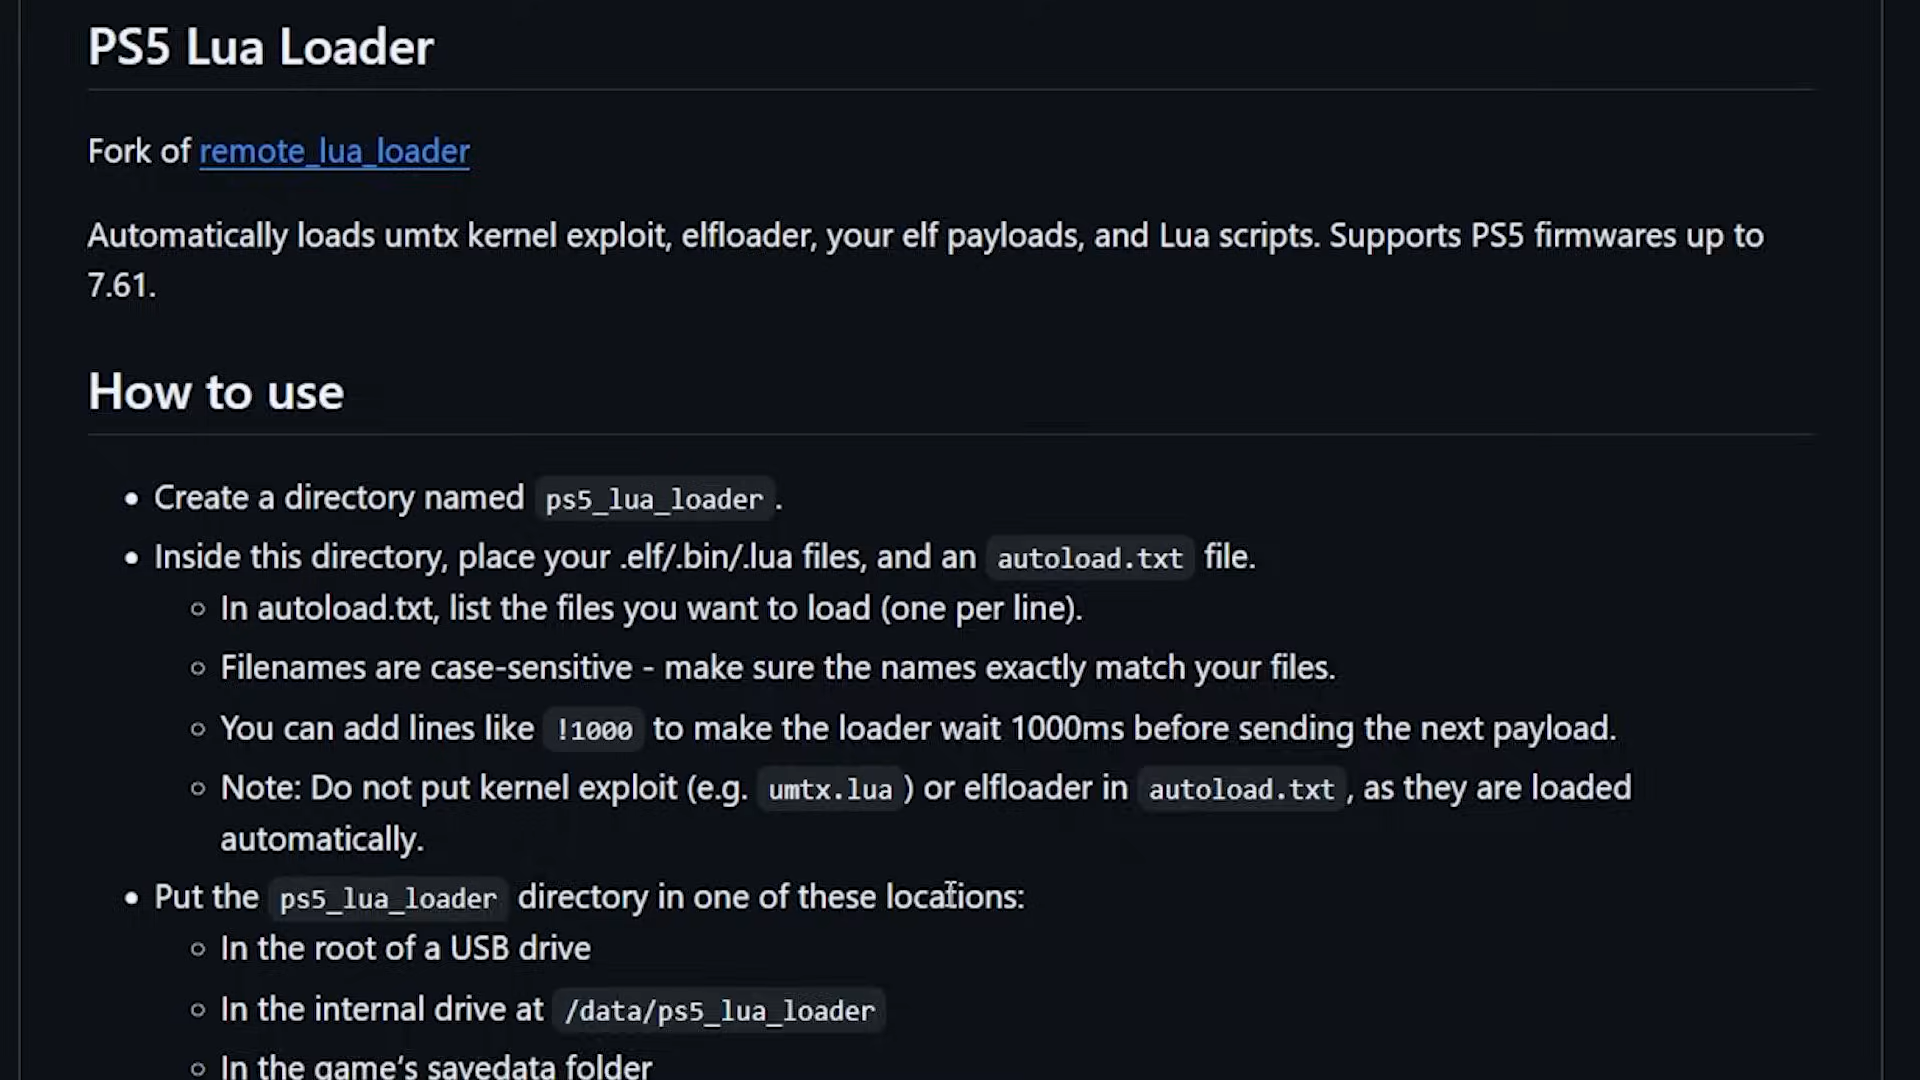 PS5 Lua Loader
Fork of remote_lua_loader
Automatically loads umtx kernel exploit, elfloader, your elf payloads, and Lua scripts. Supports PS5 firmwares up to
7.61.
How to use
Create a directory named ps5_lua_loader.
Inside this directory, place your .elf/.bin/.lua files, and an autoload.txt file.
In autoload.txt, list the files you want to load (one per line).
Filenames are case-sensitive - make sure the names exactly match your files.
You can add lines like !1000 to make the loader wait 1000ms before sending the next payload.
Note: Do not put kernel exploit (e.g. umtx.lua) or elfloader in autoload.txt, as they are loaded
automatically.
Put the ps5_lua_loader directory in one of these locations:
In the root of a USB drive
In the internal drive at /data/ps5_lua_loader
In the game's savedata folder